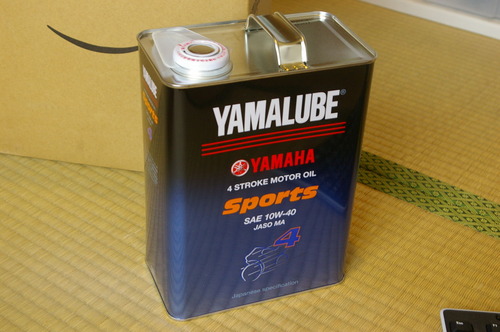 YAMALUBE®
YAMAHA
4 STROKE MOTOR OIL
Sports
SAE 10W-40
JASO MA
4
Japanese specification